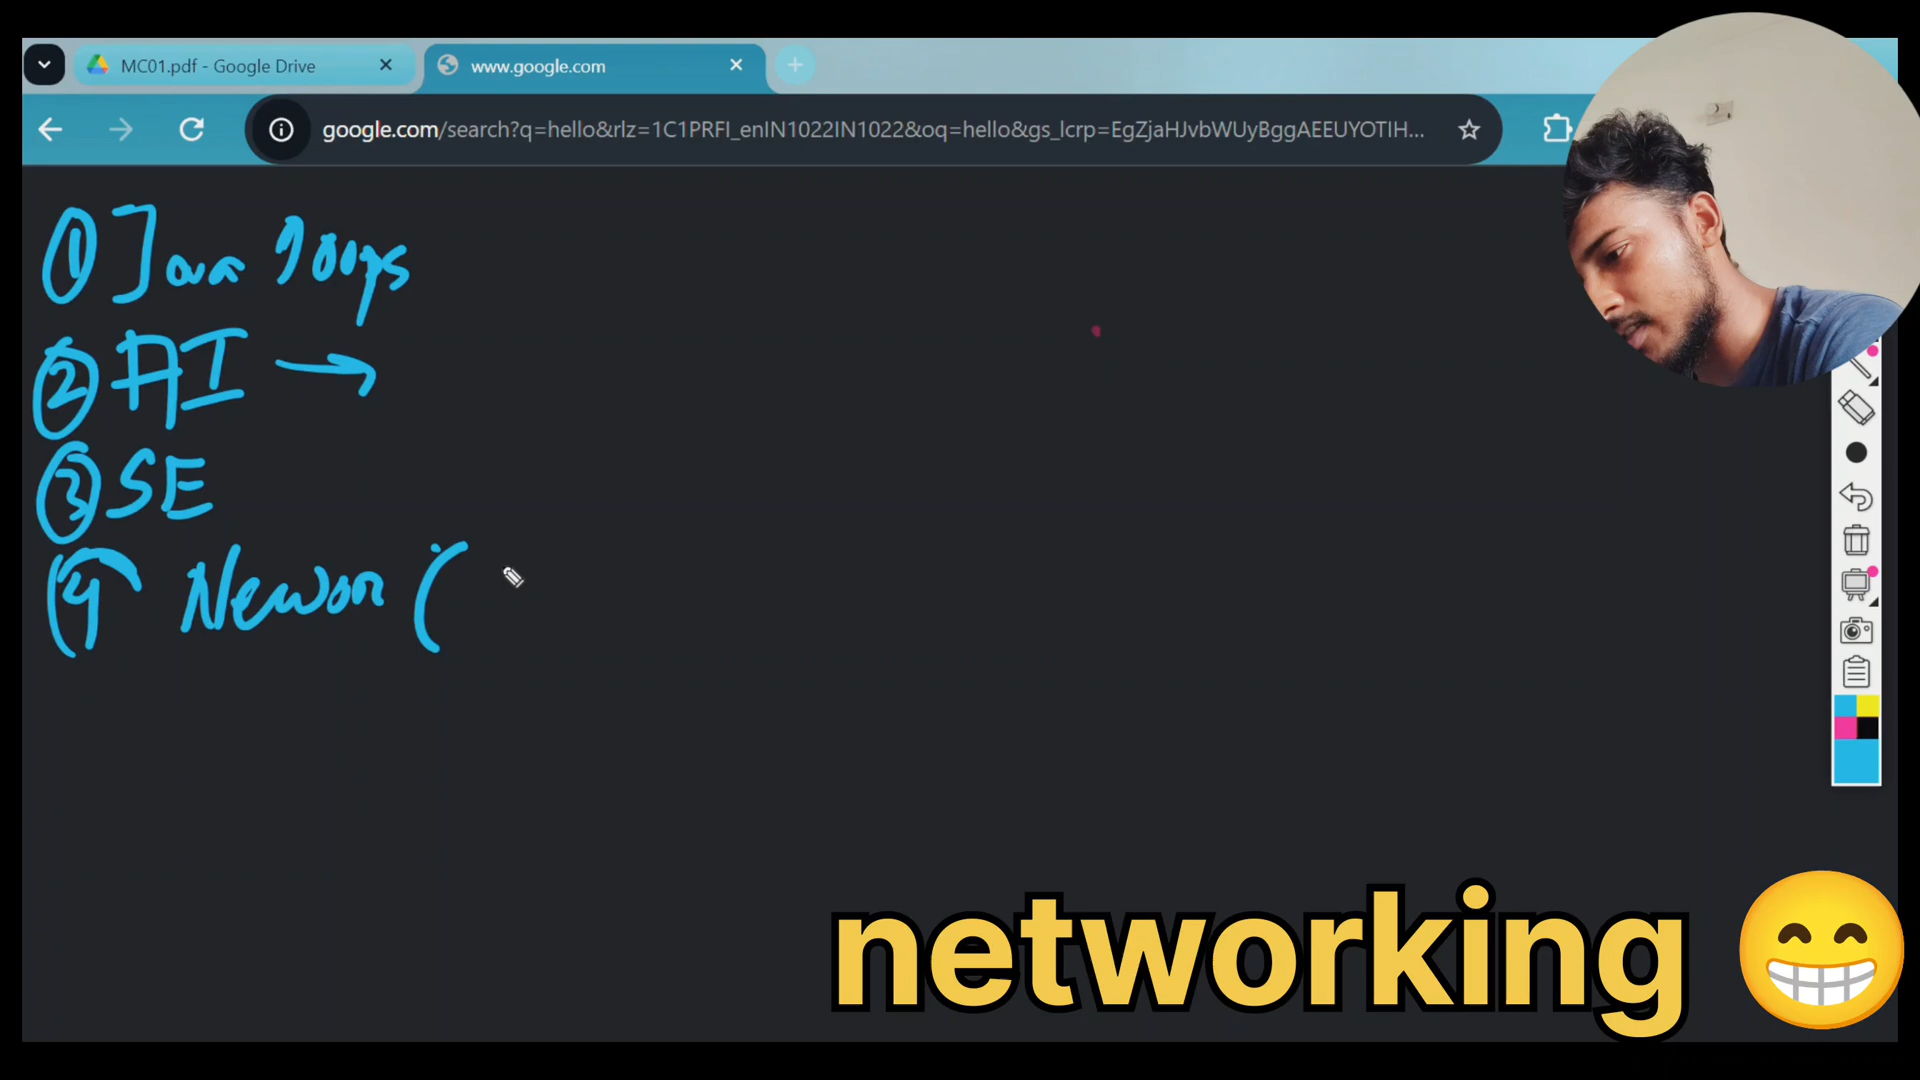 MC01.pdf - Google Drive
www.google.com
google.com/search?q=hello&rlz=1C1PRFI_enIN1022IN1022&oq=hello&gs_lcrp=EgZjaHJvbWUyBggAEEUYOTIH...
① Java
② AI →
③ SE
4 Newon (
networking 😁